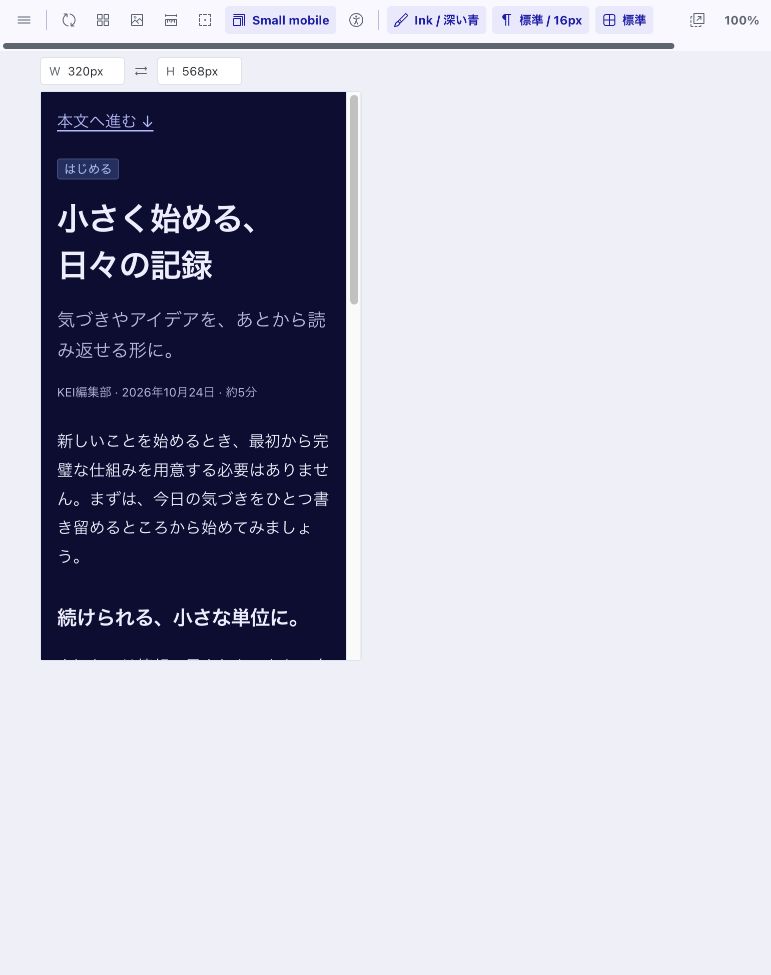 Small mobile
Ink / 深い青
標準 / 16px
標準
100%
W 320px
H 568px
本文へ進む ↓
はじめる
小さく始める、
日々の記録
気づきやアイデアを、あとから読
み返せる形に。
KEI編集部 · 2026年10月24日 · 約5分
新しいことを始めるとき、最初から完
璧な仕組みを用意する必要はありませ
ん。まずは、今日の気づきをひとつ書
き留めるところから始めてみましょ
う。
続けられる、小さな単位に。